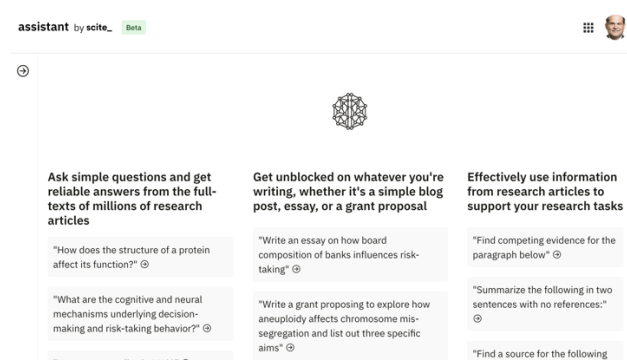 assistant by scite_ Beta
Ask simple questions and get
reliable answers from the full-
texts of millions of research
articles
"How does the structure of a protein
affect its function?"
"What are the cognitive and neural
mechanisms underlying decision-
making and risk-taking behavior?"
Get unblocked on whatever you're
writing, whether it's a simple blog
post, essay, or a grant proposal
"Write an essay on how board
composition of banks influences risk-
taking"
"Write a grant proposing to explore how
aneuploidy affects chromosome mis-
segregation and list out three specific
aims"
Effectively use information
from research articles to
support your research tasks
"Find competing evidence for the
paragraph below"
"Summarize the following in two
sentences with no references:"
"Find a source for the following